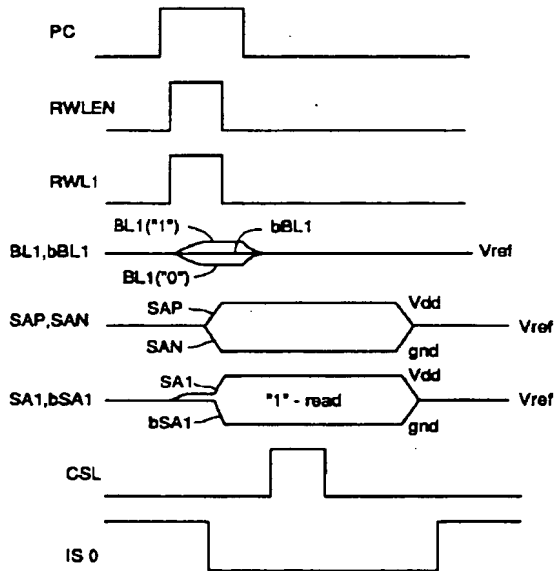 PC
RWLEN
RWL1
BL1("1") bBL1
BL1,bBL1 Vref
BL1("0")
SAP Vdd
SAP,SAN Vref
SAN gnd
SA1 Vdd
SA1,bSA1 "1" - read Vref
bSA1 gnd
CSL
IS 0